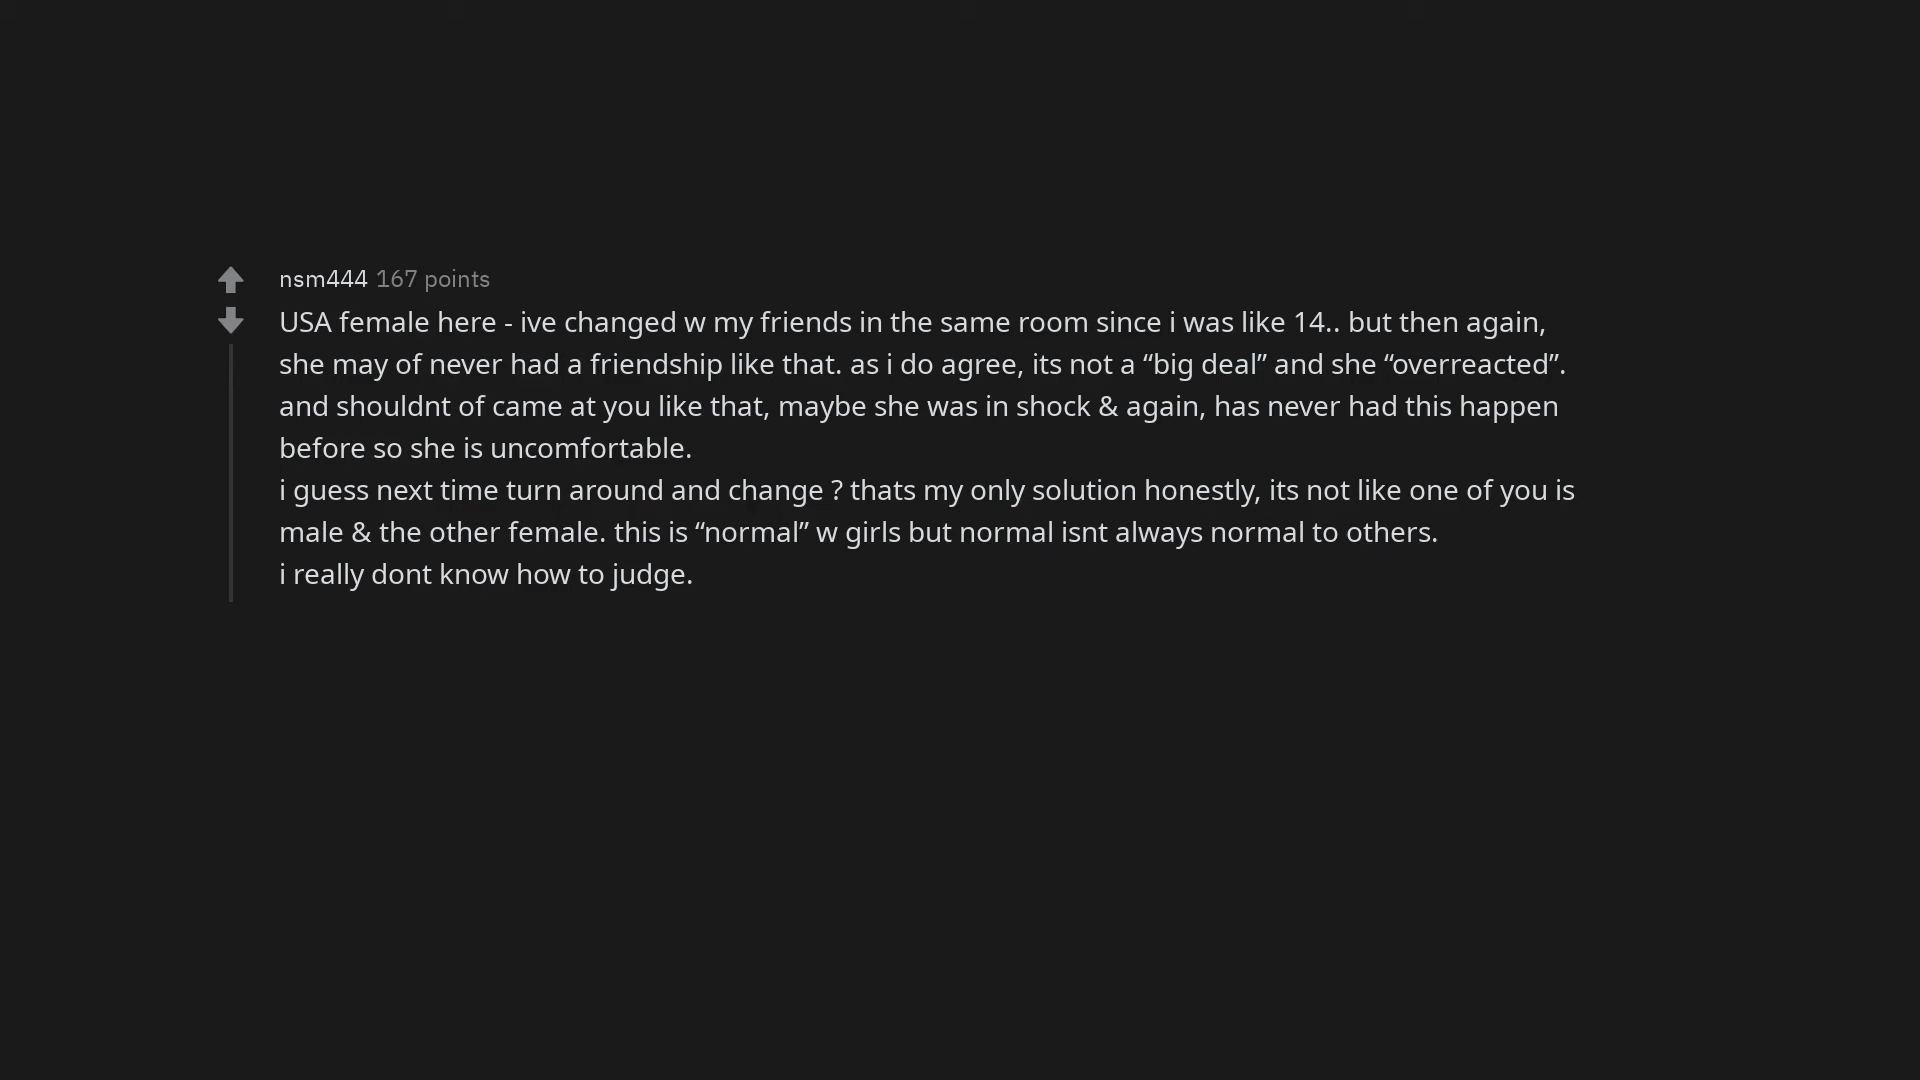 nsm444 167 points
USA female here - ive changed w my friends in the same room since i was like 14.. but then again,
she may of never had a friendship like that. as i do agree, its not a “big deal” and she “overreacted”.
and shouldnt of came at you like that, maybe she was in shock & again, has never had this happen
before so she is uncomfortable.
i guess next time turn around and change ? thats my only solution honestly, its not like one of you is
male & the other female. this is “normal” w girls but normal isnt always normal to others.
i really dont know how to judge.